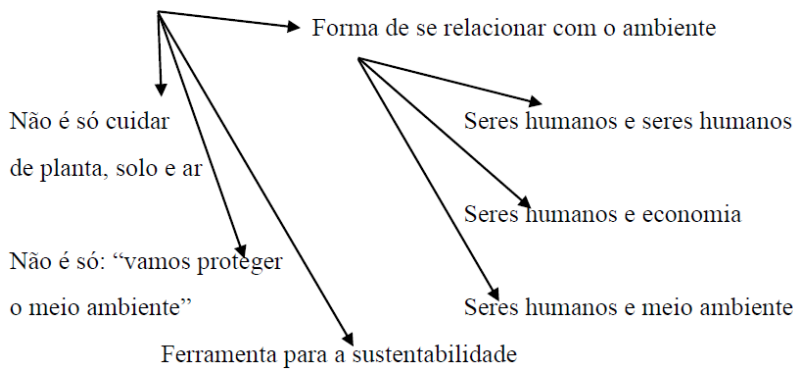 Forma de se relacionar com o ambiente
Não é só cuidar
de planta, solo e ar
Seres humanos e seres humanos
Seres humanos e economia
Não é só: “vamos proteger
o meio ambiente”
Seres humanos e meio ambiente
Ferramenta para a sustentabilidade